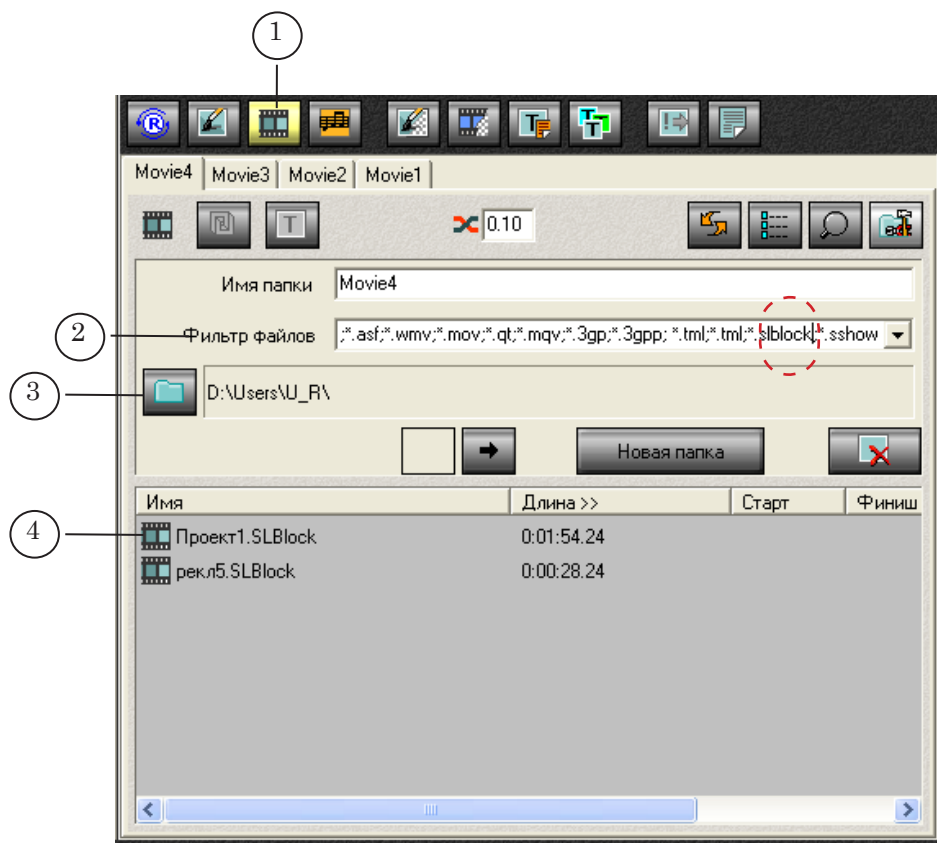 1
Movie4 Movie3 Movie2 Movie1
T 0.10
Имя папки Movie4
2 Фильтр файлов ;*.asf;*.wmv;*.mov;*.qt;*.mqv;*.3gp;*.3gpp; *.tml;*.tml;*.slblock;*.sshow
3 D:\Users\U_R\
Новая папка
Имя Длина >> Старт Финиш
4 Проект1.SLBlock 0:01:54.24
рекл5.SLBlock 0:00:28.24